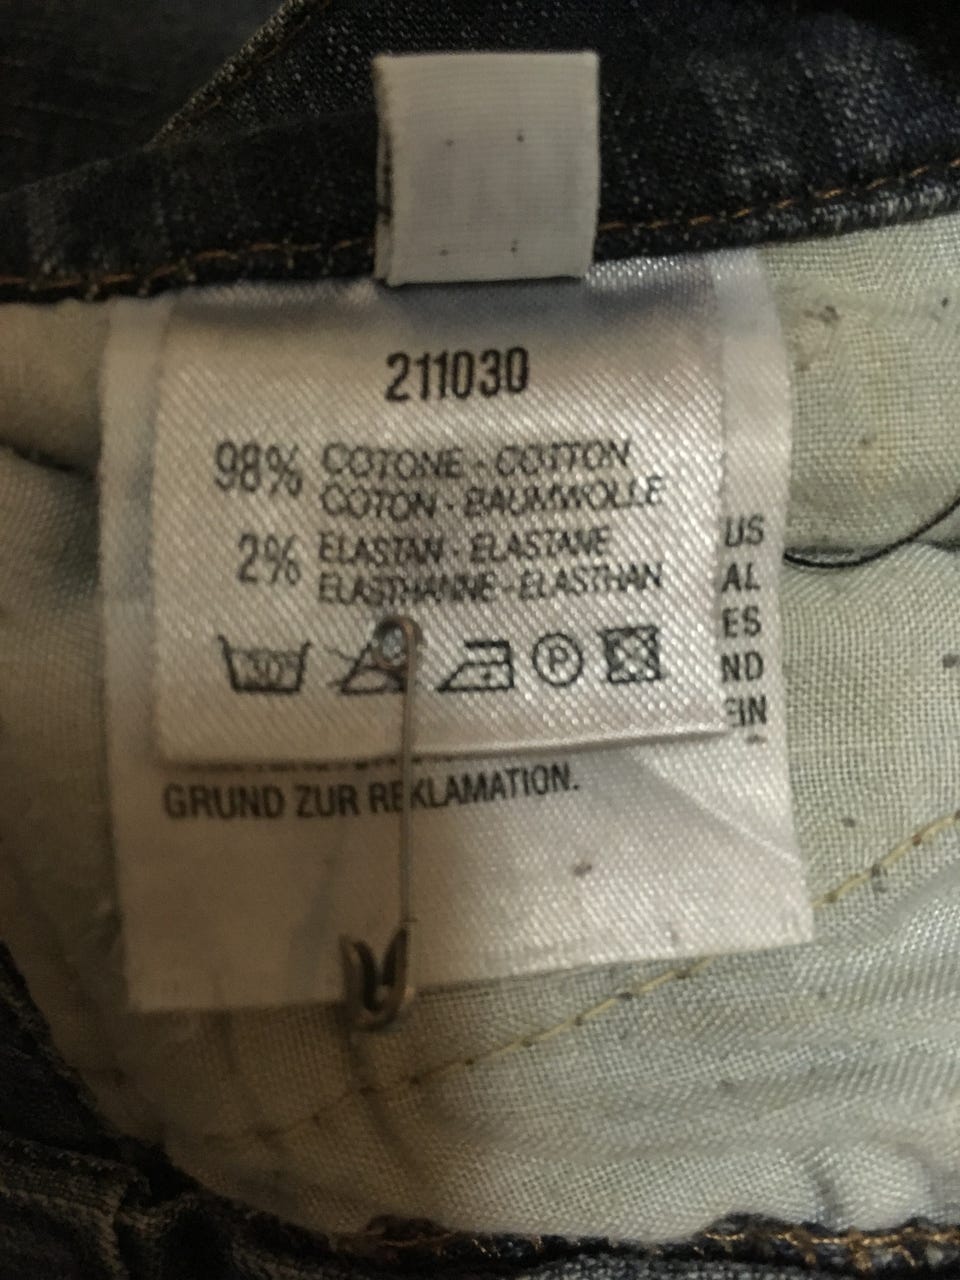 211030
98% COTONE - COTTON
COTON - BAUMWOLLE
2% ELASTAN - ELASTANE
ELASTHANNE - ELASTHAN
30°
P
US
AL
ES
ND
EIN
GRUND ZUR REKLAMATION.